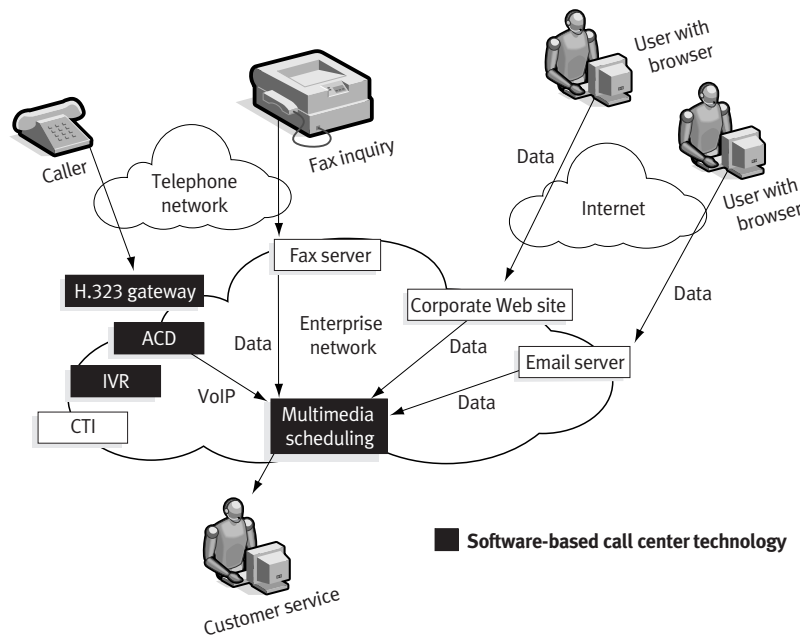 User with
browser
Caller
Fax inquiry
Data
User with
browser
Telephone
network
Internet
Fax server
H.323 gateway
Corporate Web site
Data
ACD
Data
Enterprise
network
Data
Email server
IVR
VoIP
Data
CTI
Multimedia
scheduling
Software-based call center technology
Customer service